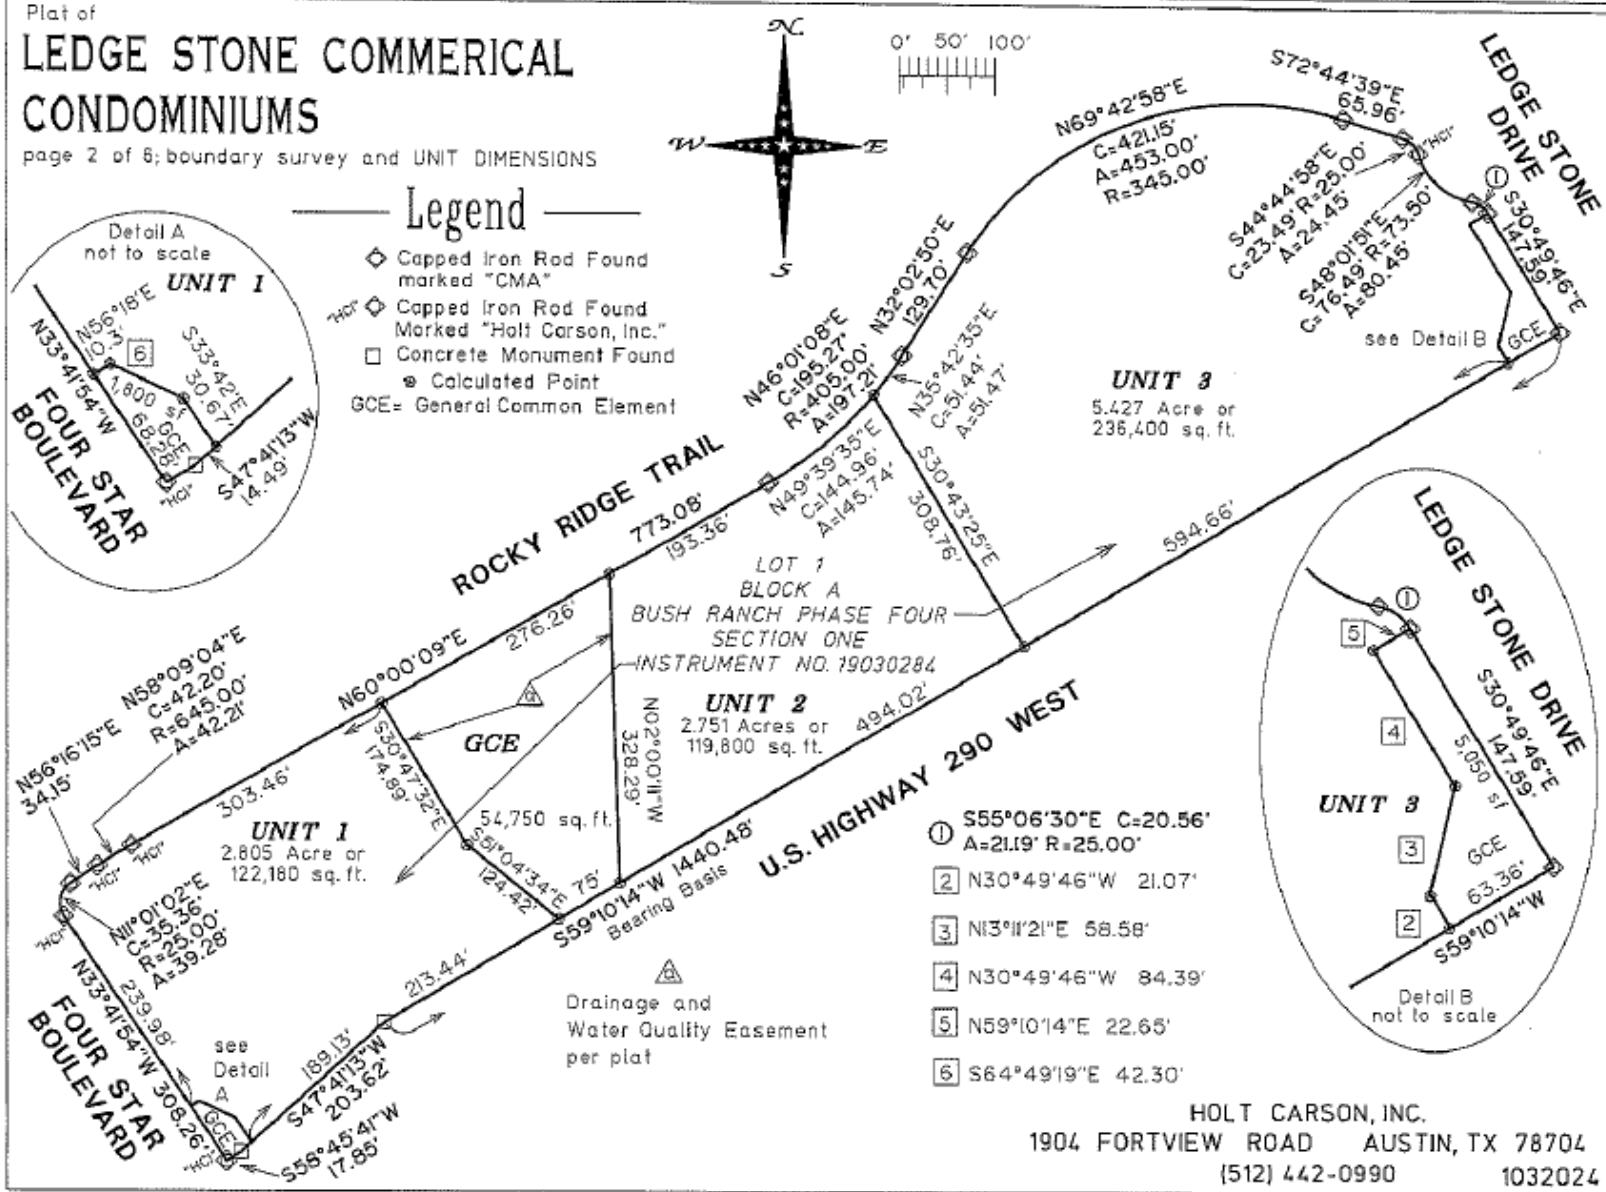 Plat of
LEDGE STONE COMMERICAL
CONDOMINIUMS
page 2 of 6; boundary survey and UNIT DIMENSIONS
N
W E
S
0' 50' 100'
Legend
Capped Iron Rod Found
marked "CMA"
"HCI" Capped Iron Rod Found
Marked "Holt Carson, Inc."
Concrete Monument Found
Calculated Point
GCE= General Common Element
Detail A
not to scale
UNIT 1
N56°18'E
6
S33°42'E
30.67'
N33°41'54"W
1,800 sf
GCE
68.28'
FOUR STAR
BOULEVARD
"HCI"
S47°41'13"W
14.49'
S72°44'39"E
65.96'
LEDGE STONE
DRIVE
N69°42'58"E
C=421.15'
A=453.00'
R=345.00'
"HCI"
S44°44'58"E
C=23.49' R=25.00'
A=24.45'
S48°01'51"E
C=76.49' R=73.50'
A=80.45'
1
S30°49'46"E
147.59'
see Detail B
GCE
N32°02'50"E
129.70'
N46°01'08"E
C=195.27'
R=405.00'
A=197.21'
N35°42'35"E
C=51.44'
A=51.47'
UNIT 3
5.427 Acre or
236,400 sq.ft.
N49°39'35"E
C=144.96'
A=145.74'
S30°43'25"E
308.76'
ROCKY RIDGE TRAIL
773.08'
193.36'
594.66'
LOT 1
BLOCK A
BUSH RANCH PHASE FOUR
SECTION ONE
INSTRUMENT NO. 19030284
N60°00'09"E
276.26'
N58°09'04"E
C=42.20'
R=645.00'
A=42.21'
N56°16'15"E
34.15'
303.46'
GCE
S30°47'32"E
174.89'
N02°00'11"W
328.29'
UNIT 2
2.751 Acres or
119,800 sq. ft.
494.02'
U.S. HIGHWAY 290 WEST
54,750 sq. ft.
UNIT 1
2.805 Acre or
122,180 sq.ft.
"HCI"
"HCI"
S51°04'34"E
124.42'
75'
S59°10'14"W 1440.48'
Bearing Basis
N11°01'02"E
C=35.36'
R=25.00'
A=39.28'
"HCI"
N33°41'54"W 308.26'
239.98'
FOUR STAR
BOULEVARD
see
Detail
A
GCE
"HCI"
213.44'
189.13'
S47°41'13"W
203.62'
S58°45'41"W
17.85'
Drainage and
Water Quality Easement
per plat
1 S55°06'30"E C=20.56'
A=21.19' R=25.00'
2 N30°49'46"W 21.07'
3 N13°11'21"E 58.58'
4 N30°49'46"W 84.39'
5 N59°10'14"E 22.65'
6 S64°49'19"E 42.30'
LEDGE STONE DRIVE
1
5
4
S30°49'46"E
147.59'
5,050 sf
UNIT 3
3
GCE
63.36'
2
S59°10'14"W
Detail B
not to scale
HOLT CARSON, INC.
1904 FORTVIEW ROAD AUSTIN, TX 78704
(512) 442-0990 1032024